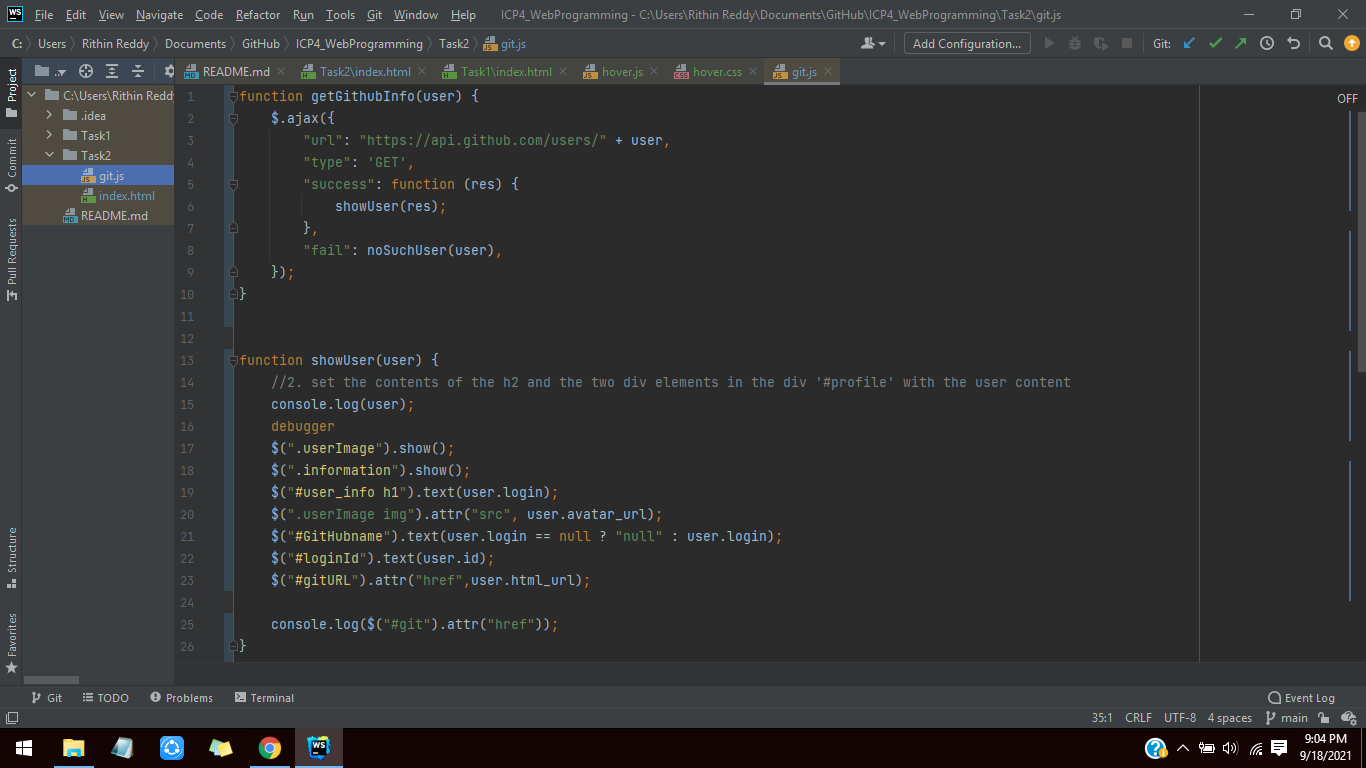 WS File Edit View Navigate Code Refactor Run Tools Git Window Help ICP4_WebProgramming - C:\Users\Rithin Reddy\Documents\GitHub\ICP4_WebProgramming\Task2\git.js
C: Users Rithin Reddy Documents GitHub ICP4_WebProgramming Task2 git.js Add Configuration... Git:
Project
Commit
Pull Requests
Structure
Favorites
README.md Task2\index.html Task1\index.html hover.js hover.css git.js
C:\Users\Rithin Reddy
.idea
Task1
Task2
git.js
index.html
README.md
OFF
1 function getGithubInfo(user) {
2 $.ajax({
3 "url": "https://api.github.com/users/" + user,
4 "type": 'GET',
5 "success": function (res) {
6 showUser(res);
7 },
8 "fail": noSuchUser(user),
9 });
10 }
11
12
13 function showUser(user) {
14 //2. set the contents of the h2 and the two div elements in the div '#profile' with the user content
15 console.log(user);
16 debugger
17 $(".userImage").show();
18 $(".information").show();
19 $("#user_info h1").text(user.login);
20 $(".userImage img").attr("src", user.avatar_url);
21 $("#GitHubname").text(user.login == null ? "null" : user.login);
22 $("#loginId").text(user.id);
23 $("#gitURL").attr("href",user.html_url);
24
25 console.log($("#git").attr("href"));
26 }
Git TODO Problems Terminal Event Log
35:1 CRLF UTF-8 4 spaces main
9:04 PM
9/18/2021